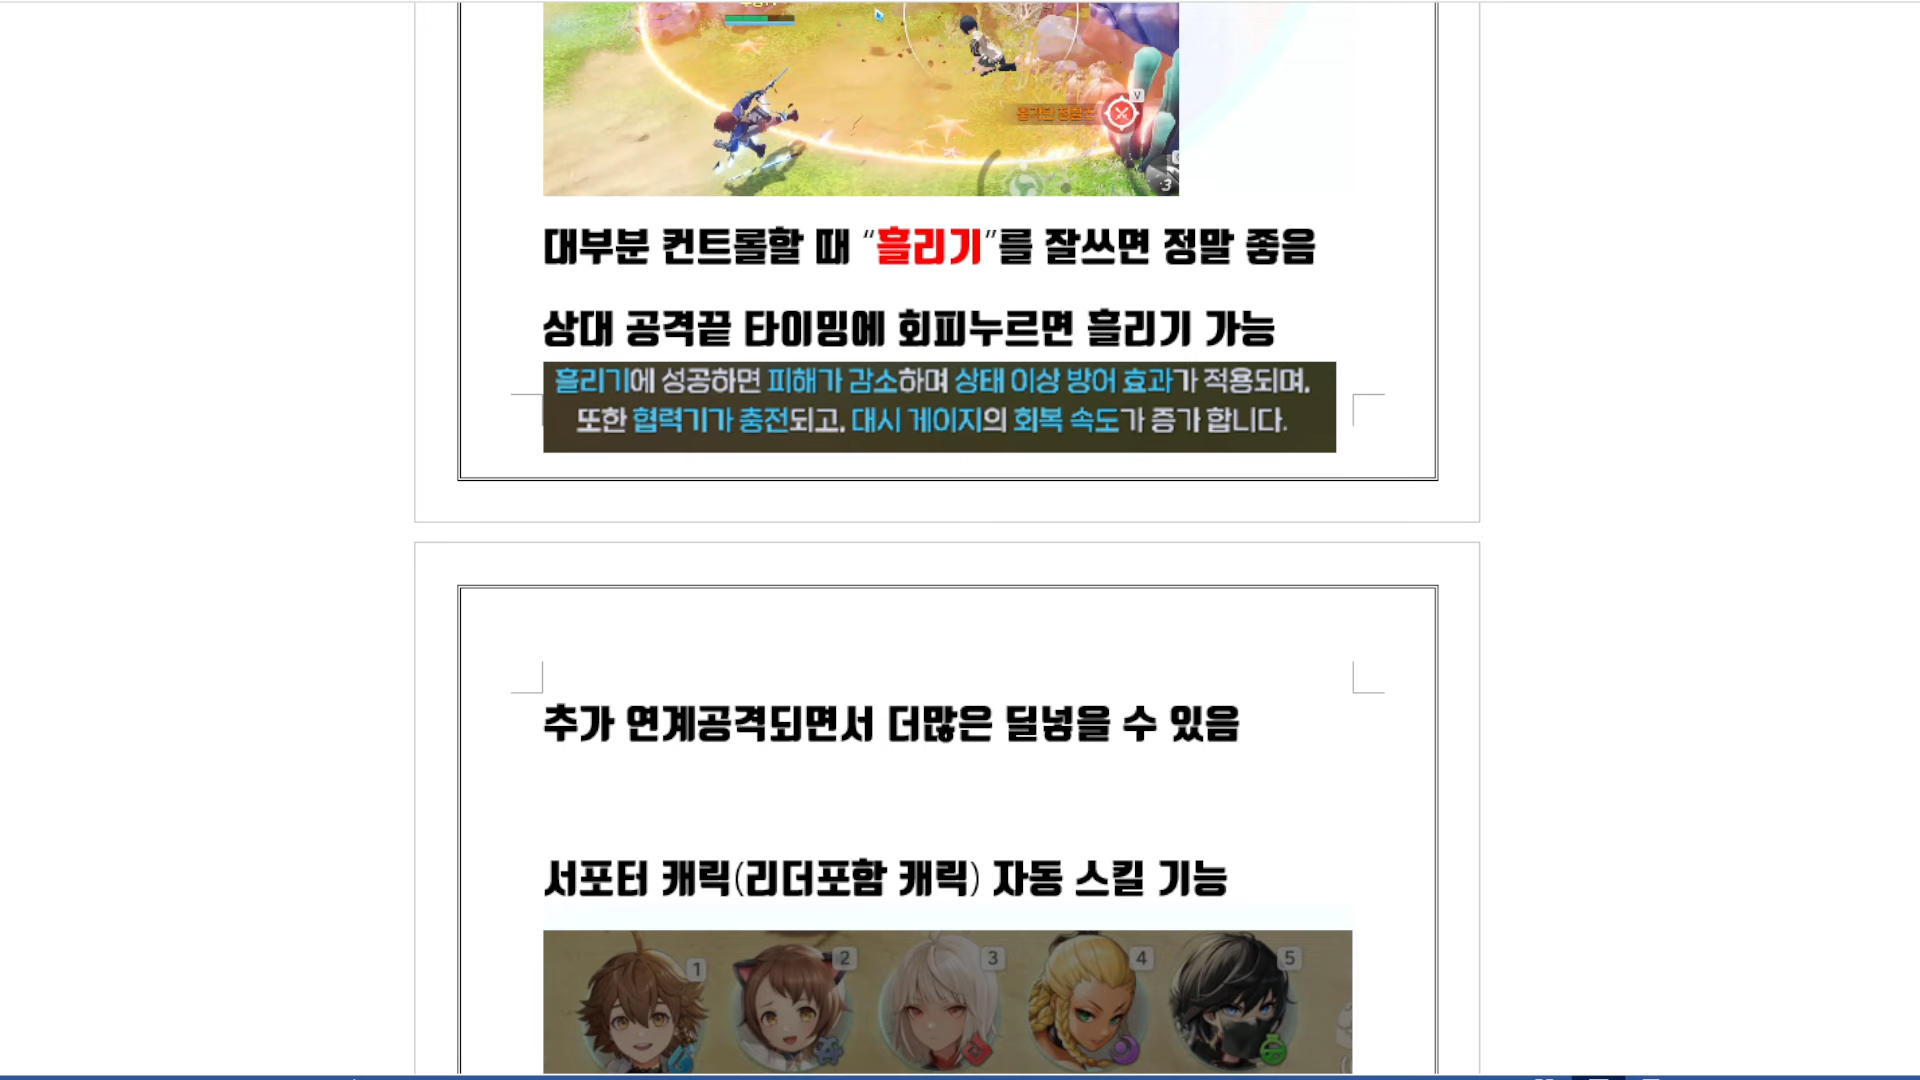 V
3
대부분 컨트롤할 때 “흘리기”를 잘쓰면 정말 좋음
상대 공격끝 타이밍에 회피누르면 흘리기 가능
흘리기에 성공하면 피해가 감소하며 상태 이상 방어 효과가 적용되며,
또한 협력기가 충전되고, 대시 게이지의 회복 속도가 증가 합니다.
추가 연계공격되면서 더많은 딜넣을 수 있음
서포터 캐릭(리더포함 캐릭) 자동 스킬 기능
1 2 3 4 5